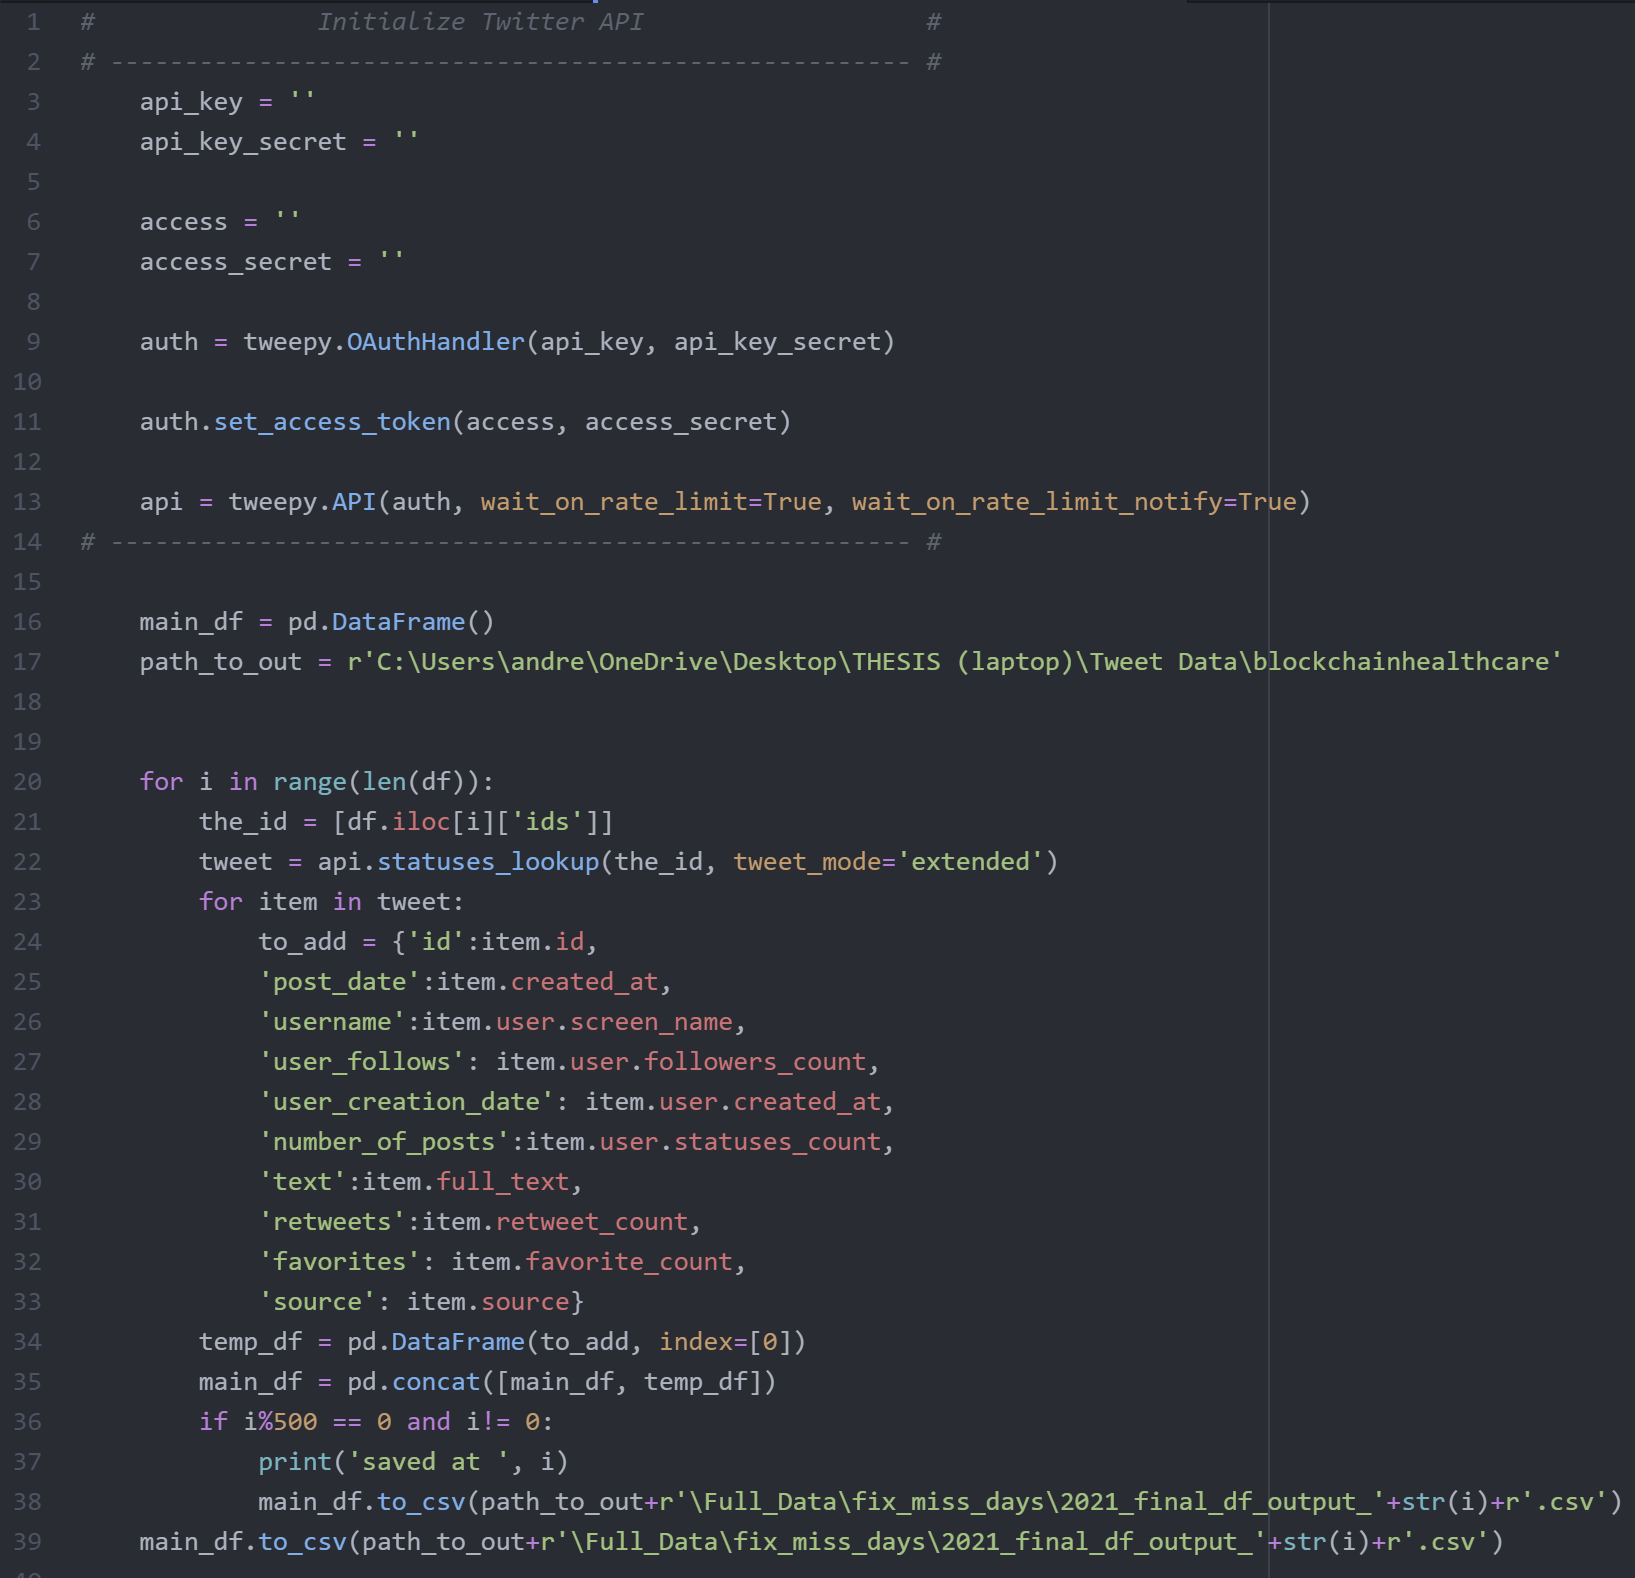 1 #               Initialize Twitter API                   #
2 # ------------------------------------------------------ #
3     api_key = ''
4     api_key_secret = ''
5
6     access = ''
7     access_secret = ''
8
9     auth = tweepy.OAuthHandler(api_key, api_key_secret)
10
11     auth.set_access_token(access, access_secret)
12
13     api = tweepy.API(auth, wait_on_rate_limit=True, wait_on_rate_limit_notify=True)
14 # ------------------------------------------------------ #
15
16     main_df = pd.DataFrame()
17     path_to_out = r'C:\Users\andre\OneDrive\Desktop\THESIS (laptop)\Tweet Data\blockchainhealthcare'
18
19
20     for i in range(len(df)):
21         the_id = [df.iloc[i]['ids']]
22         tweet = api.statuses_lookup(the_id, tweet_mode='extended')
23         for item in tweet:
24             to_add = {'id':item.id,
25             'post_date':item.created_at,
26             'username':item.user.screen_name,
27             'user_follows': item.user.followers_count,
28             'user_creation_date': item.user.created_at,
29             'number_of_posts':item.user.statuses_count,
30             'text':item.full_text,
31             'retweets':item.retweet_count,
32             'favorites': item.favorite_count,
33             'source': item.source}
34         temp_df = pd.DataFrame(to_add, index=[0])
35         main_df = pd.concat([main_df, temp_df])
36         if i%500 == 0 and i!= 0:
37             print('saved at ', i)
38             main_df.to_csv(path_to_out+r'\Full_Data\fix_miss_days\2021_final_df_output_'+str(i)+r'.csv')
39     main_df.to_csv(path_to_out+r'\Full_Data\fix_miss_days\2021_final_df_output_'+str(i)+r'.csv')